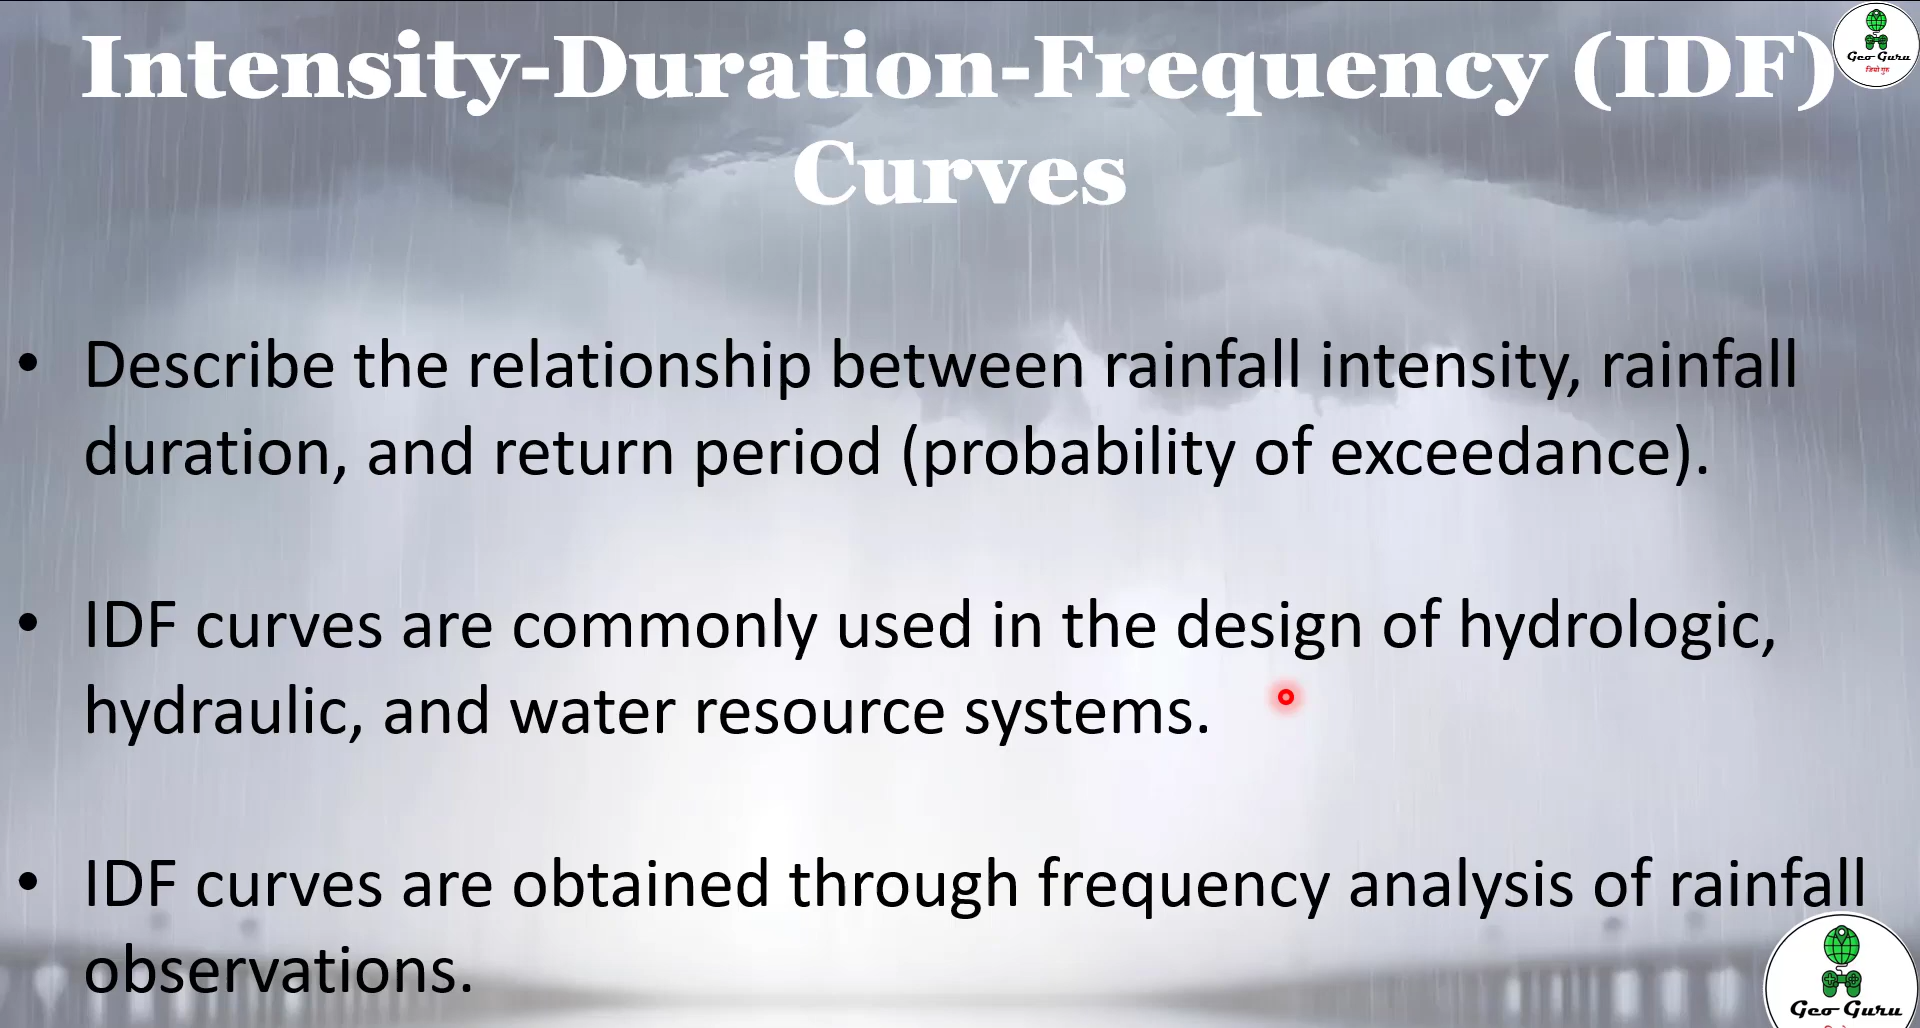 Intensity-Duration-Frequency (IDF)
Curves
Geo Guru
जियो गुरु
• Describe the relationship between rainfall intensity, rainfall
duration, and return period (probability of exceedance).
• IDF curves are commonly used in the design of hydrologic,
hydraulic, and water resource systems.
• IDF curves are obtained through frequency analysis of rainfall
observations.
Geo Guru